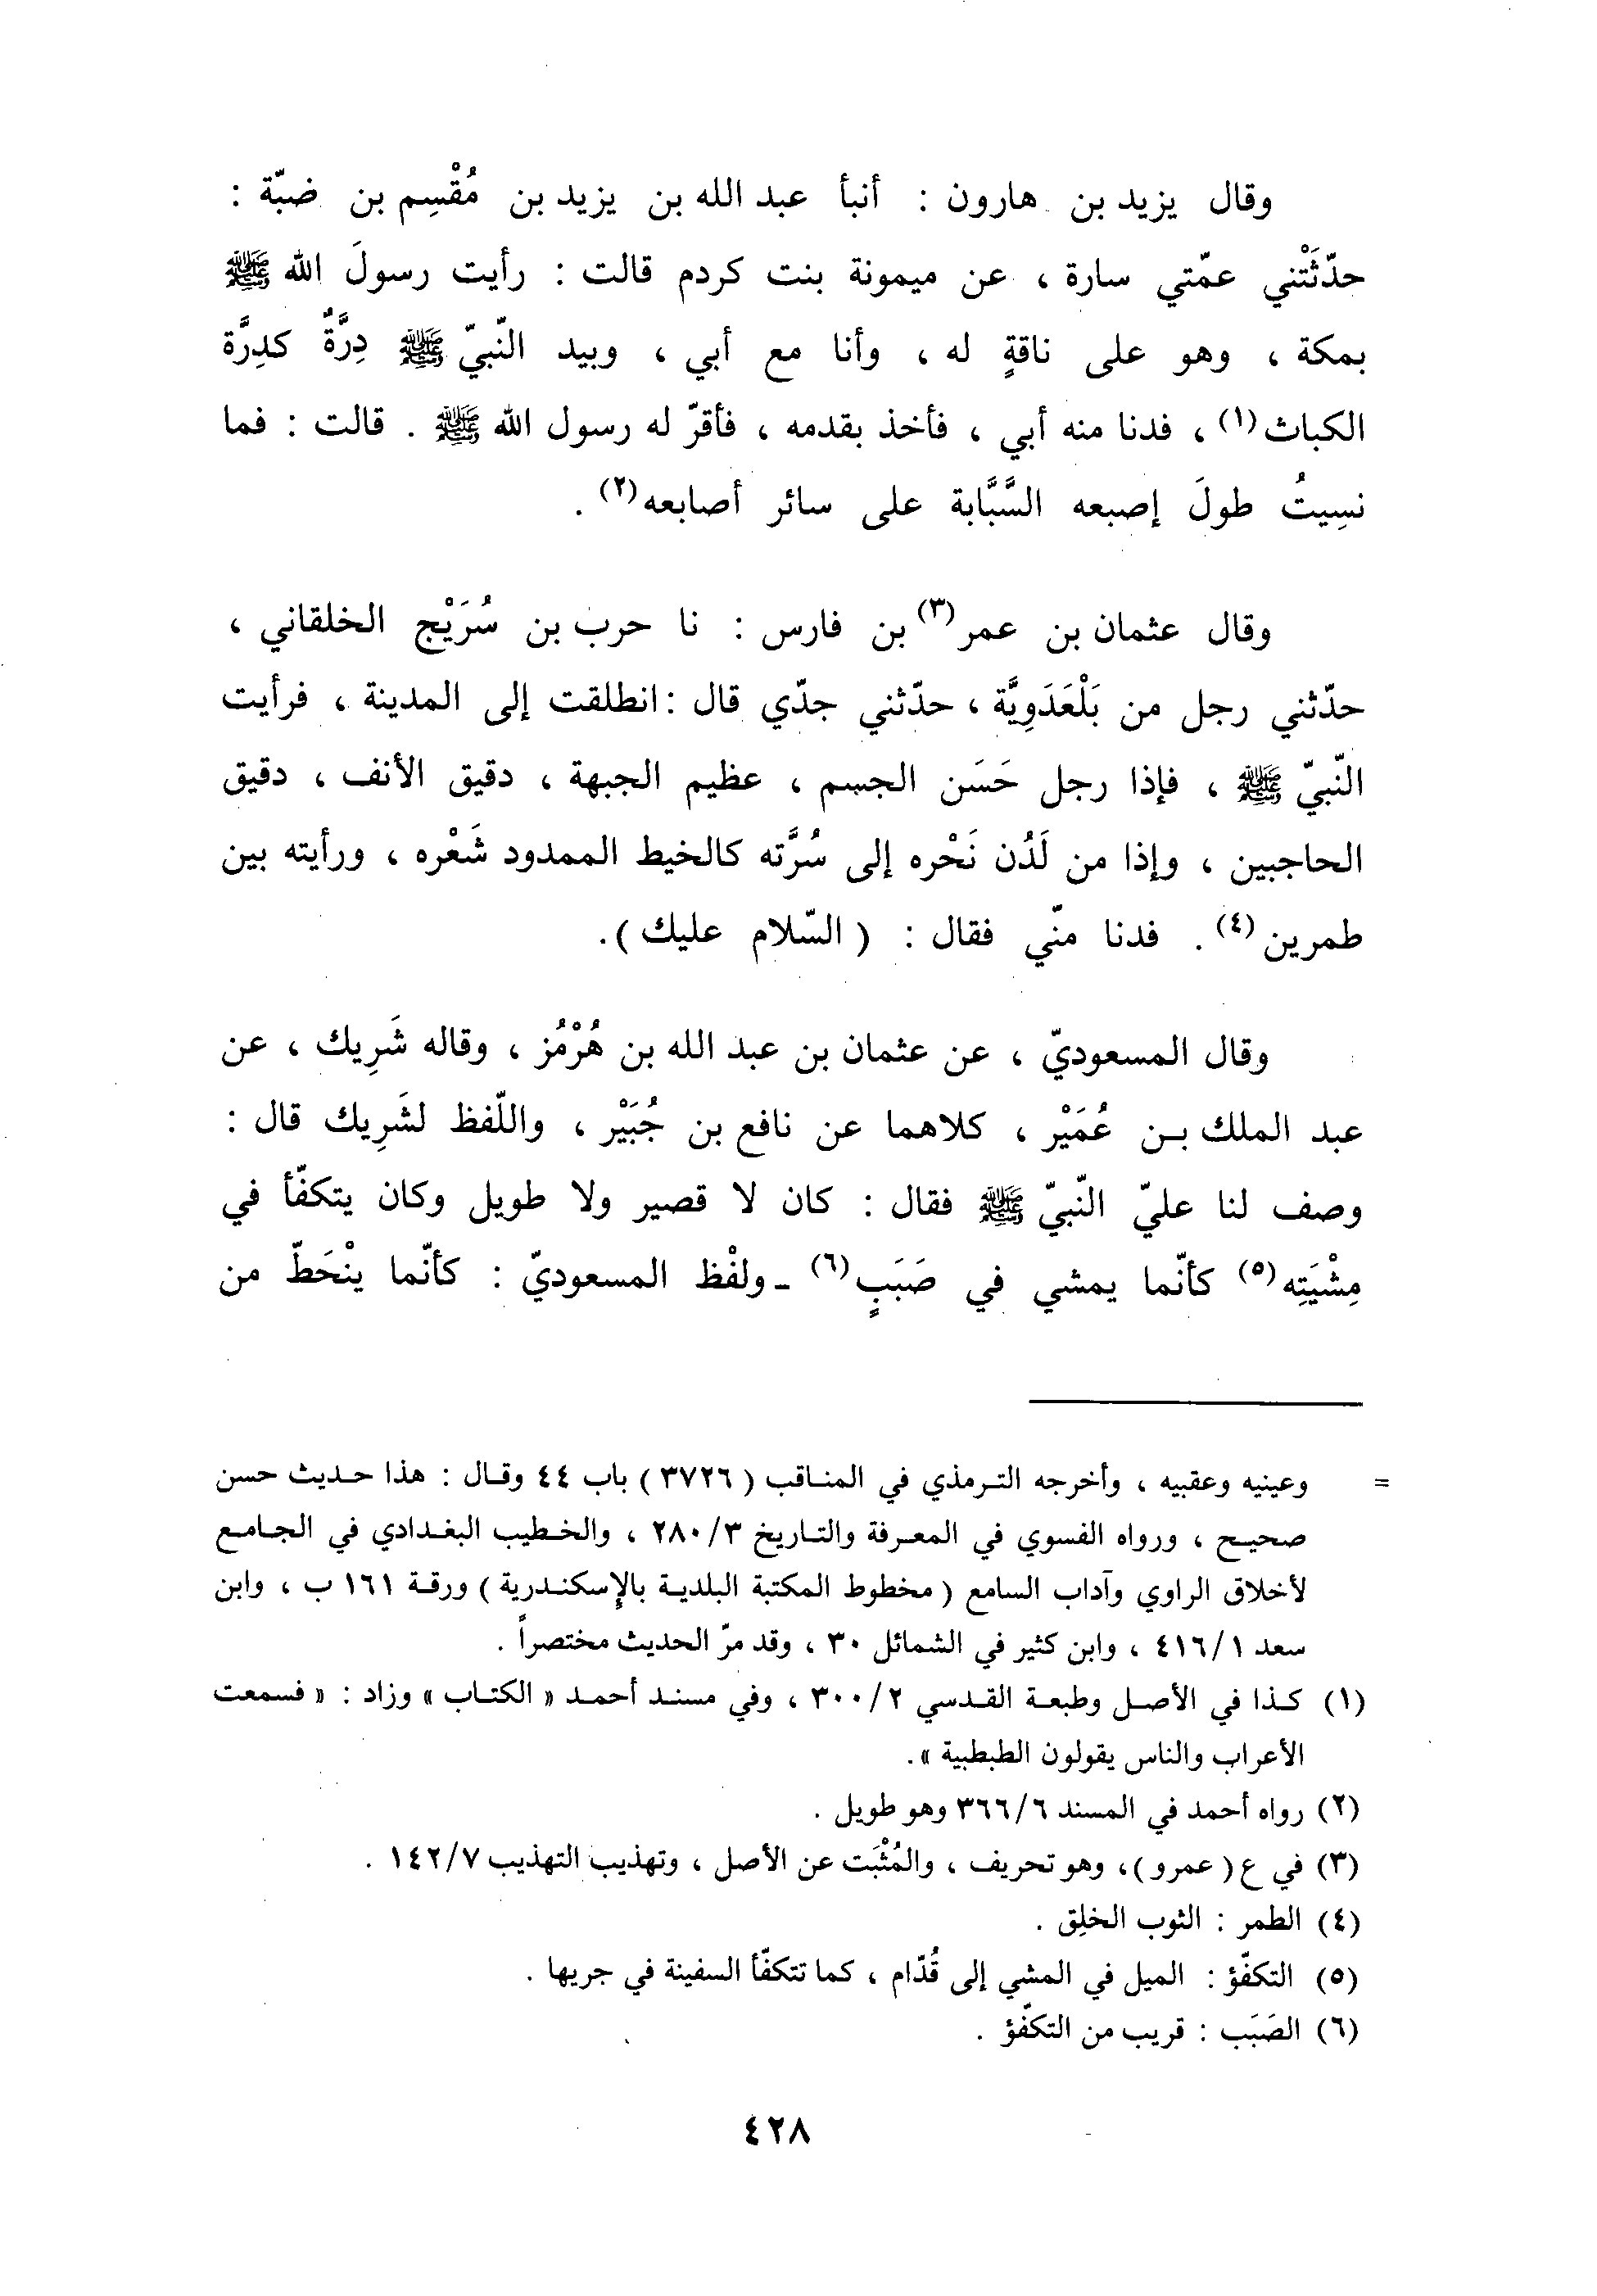 وقال يزيد بن هارون : أنبأ عبد الله بن يزيد بن مُقْسِم بن ضبّة :
حدّثَتْني عمّتي سارة ، عن ميمونة بنت كردم قالت : رأيت رسولَ الله ﷺ
بمكة ، وهو على ناقةٍ له ، وأنا مع أبي ، وبيد النّبيّ ﷺ دِرَّةٌ كدِرَّة
الكباث(١) ، فدنا منه أبي ، فأخذ بقدمه ، فأقرّ له رسول الله ﷺ . قالت : فما
نسِيتُ طولَ إصبعه السَّبَّابة على سائر أصابعه(٢) .
وقال عثمان بن عمر(٣) بن فارس : نا حرب بن سُرَيْج الخلقاني ،
حدّثني رجل من بَلْعَدَوِيَّة ، حدّثني جدّي قال : انطلقت إلى المدينة ، فرأيت
النّبيّ ﷺ ، فإذا رجل حَسَن الجسم ، عظيم الجبهة ، دقيق الأنف ، دقيق
الحاجبين ، وإذا من لَدُن نَحْره إلى سُرَّته كالخيط الممدود شَعْره ، ورأيته بين
طمرين(٤) . فدنا منّي فقال : ( السّلام عليك ).
وقال المسعوديّ ، عن عثمان بن عبد الله بن هُرْمُز ، وقاله شَرِيك ، عن
عبد الملك بـن عُمَيْر ، كلاهما عن نافع بن جُبَيْر ، واللّفظ لشَرِيك قال :
وصف لنا عليّ النّبيّ ﷺ فقال : كان لا قصير ولا طويل وكان يتكفّأ في
مِشْيَتِه(٥) كأنّما يمشي في صَبَبٍ(٦) ـ ولفْظ المسعوديّ : كأنّما ينْحَطّ من
= وعينيه وعقبيه ، وأخرجه الترمذي في المناقب ( ٣٧٢٦ ) باب ٤٤ وقال : هذا حديث حسن
صحيح ، ورواه الفسوي في المعرفة والتاريخ ٢٨٠/٣ ، والخطيب البغدادي في الجامع
لأخلاق الراوي وآداب السامع ( مخطوط المكتبة البلدية بالإسكندرية ) ورقة ١٦١ ب ، وابن
سعد ٤١٦/١ ، وابن كثير في الشمائل ٣٠ ، وقد مرّ الحديث مختصراً .
(١) كذا في الأصل وطبعة القدسي ٣٠٠/٢ ، وفي مسند أحمد « الكتاب » وزاد : « فسمعت
الأعراب والناس يقولون الطبطبية ».
(٢) رواه أحمد في المسند ٣٦٦/٦ وهو طويل .
(٣) في ع ( عمرو )، وهو تحريف ، والمُثْبَت عن الأصل ، وتهذيب التهذيب ١٤٢/٧ .
(٤) الطمر : الثوب الخلِق .
(٥) التكفّؤ : الميل في المشي إلى قُدّام ، كما تتكفّأ السفينة في جريها .
(٦) الصَبَب : قريب من التكفّؤ .
٤٢٨